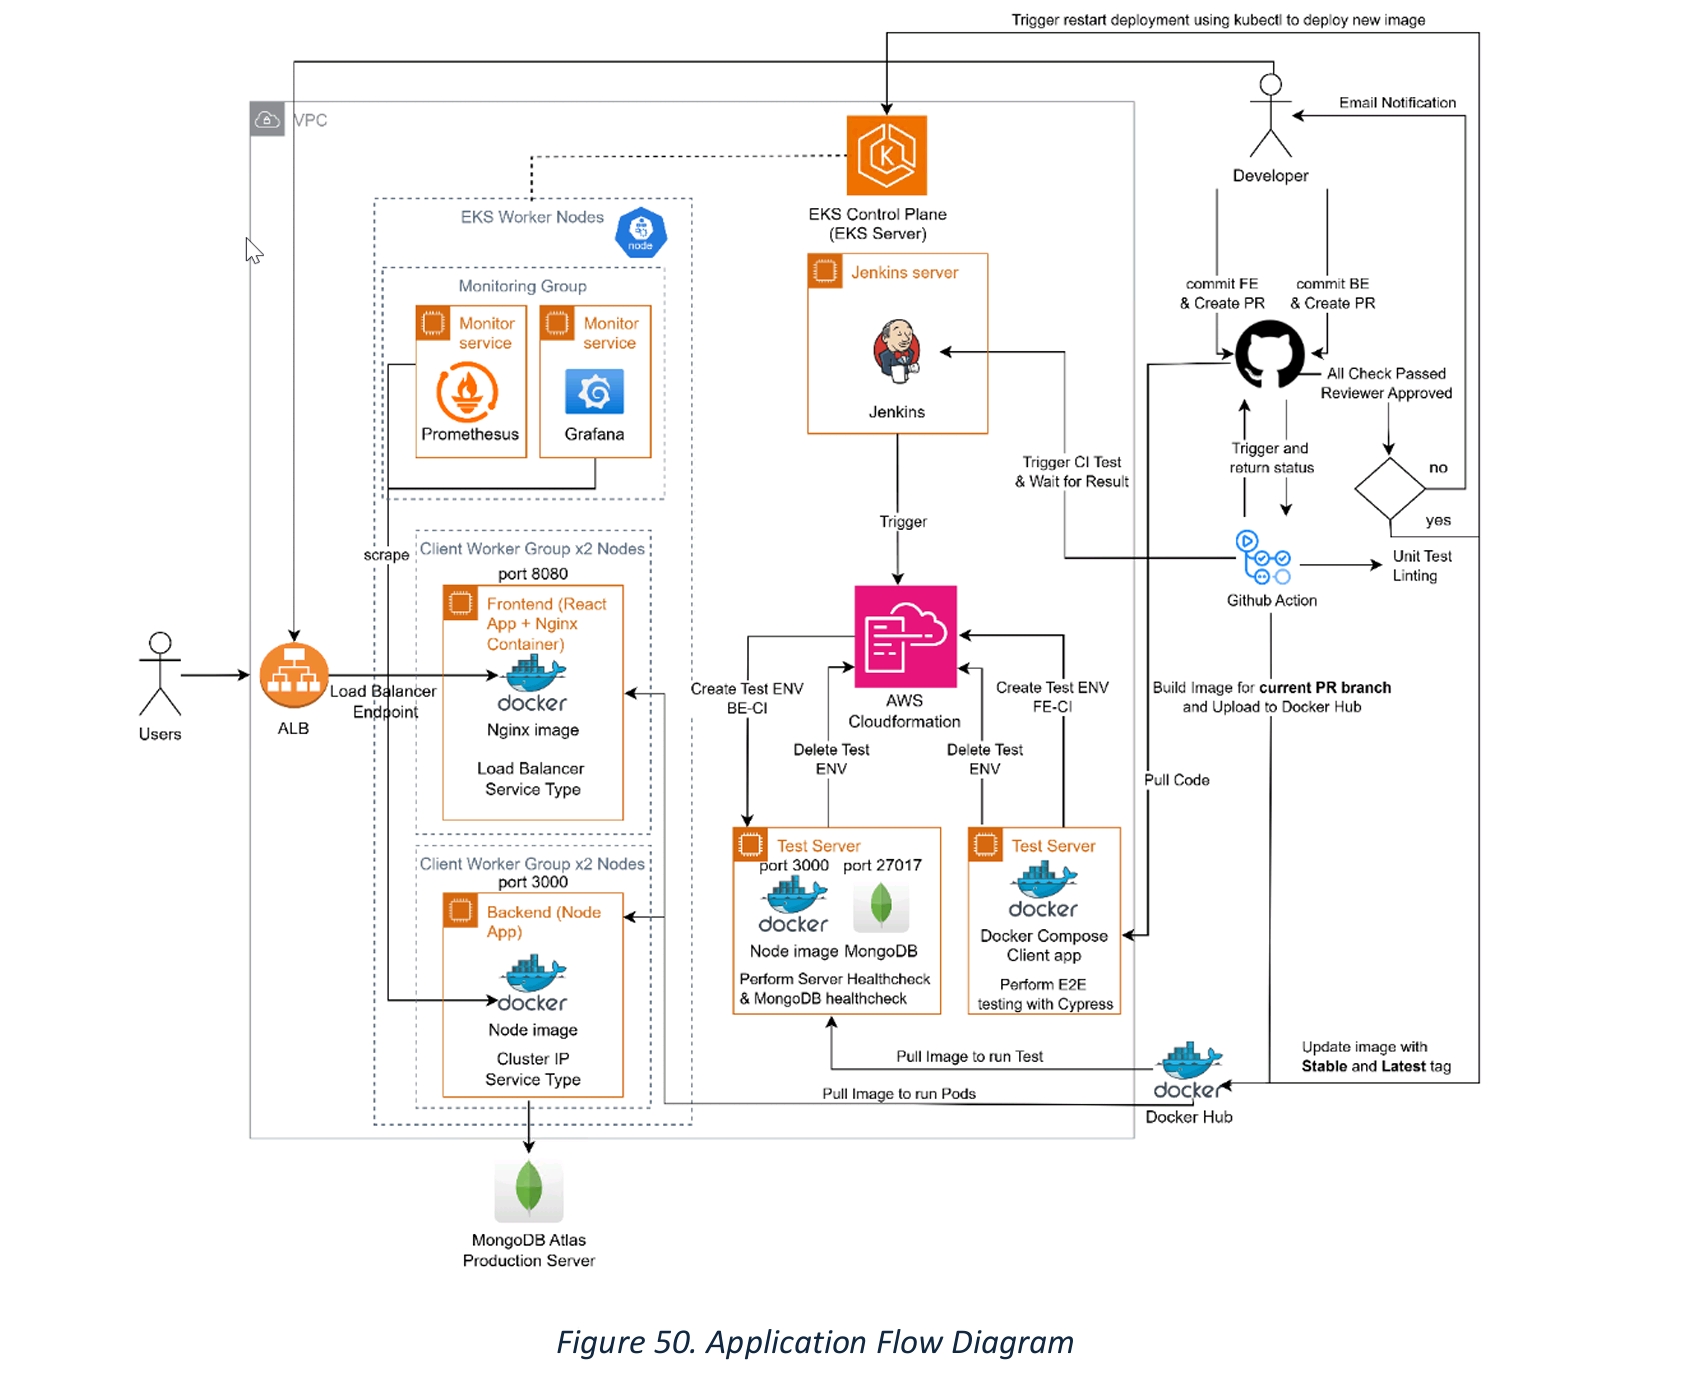 Trigger restart deployment using kubectl to deploy new image
Email Notification
VPC
Developer
EKS Control Plane
(EKS Server)
EKS Worker Nodes
node
Monitoring Group
Monitor
service
Prometheus
Monitor
service
Grafana
Jenkins server
Jenkins
commit FE
& Create PR
commit BE
& Create PR
All Check Passed
Reviewer Approved
Trigger and
return status
no
yes
Trigger CI Test
& Wait for Result
Trigger
scrape
Github Action
Unit Test
Linting
Client Worker Group x2 Nodes
port 8080
Frontend (React
App + Nginx
Container)
docker
Nginx image
Load Balancer
Service Type
Users
ALB
Load Balancer
Endpoint
AWS
Cloudformation
Create Test ENV
BE-CI
Create Test ENV
FE-CI
Delete Test
ENV
Delete Test
ENV
Build Image for current PR branch
and Upload to Docker Hub
Pull Code
Client Worker Group x2 Nodes
port 3000
Backend (Node
App)
docker
Node image
Cluster IP
Service Type
Test Server
port 3000
port 27017
docker
Node image
MongoDB
Perform Server Healthcheck
& MongoDB healthcheck
Test Server
docker
Docker Compose
Client app
Perform E2E
testing with Cypress
Pull Image to run Test
Pull Image to run Pods
docker
Docker Hub
Update image with
Stable and Latest tag
MongoDB Atlas
Production Server
Figure 50. Application Flow Diagram